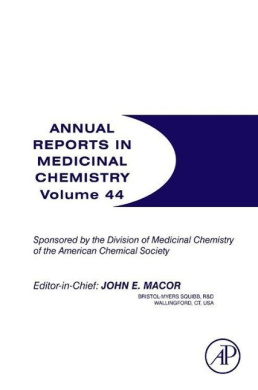 ANNUAL
REPORTS IN
MEDICINAL
CHEMISTRY
Volume 44
Sponsored by the Division of Medicinal Chemistry
of the American Chemical Society
Editor-in-Chief: JOHN E. MACOR
BRISTOL-MYERS SQUIBB, R&D
WALLINGFORD, CT, USA
AP